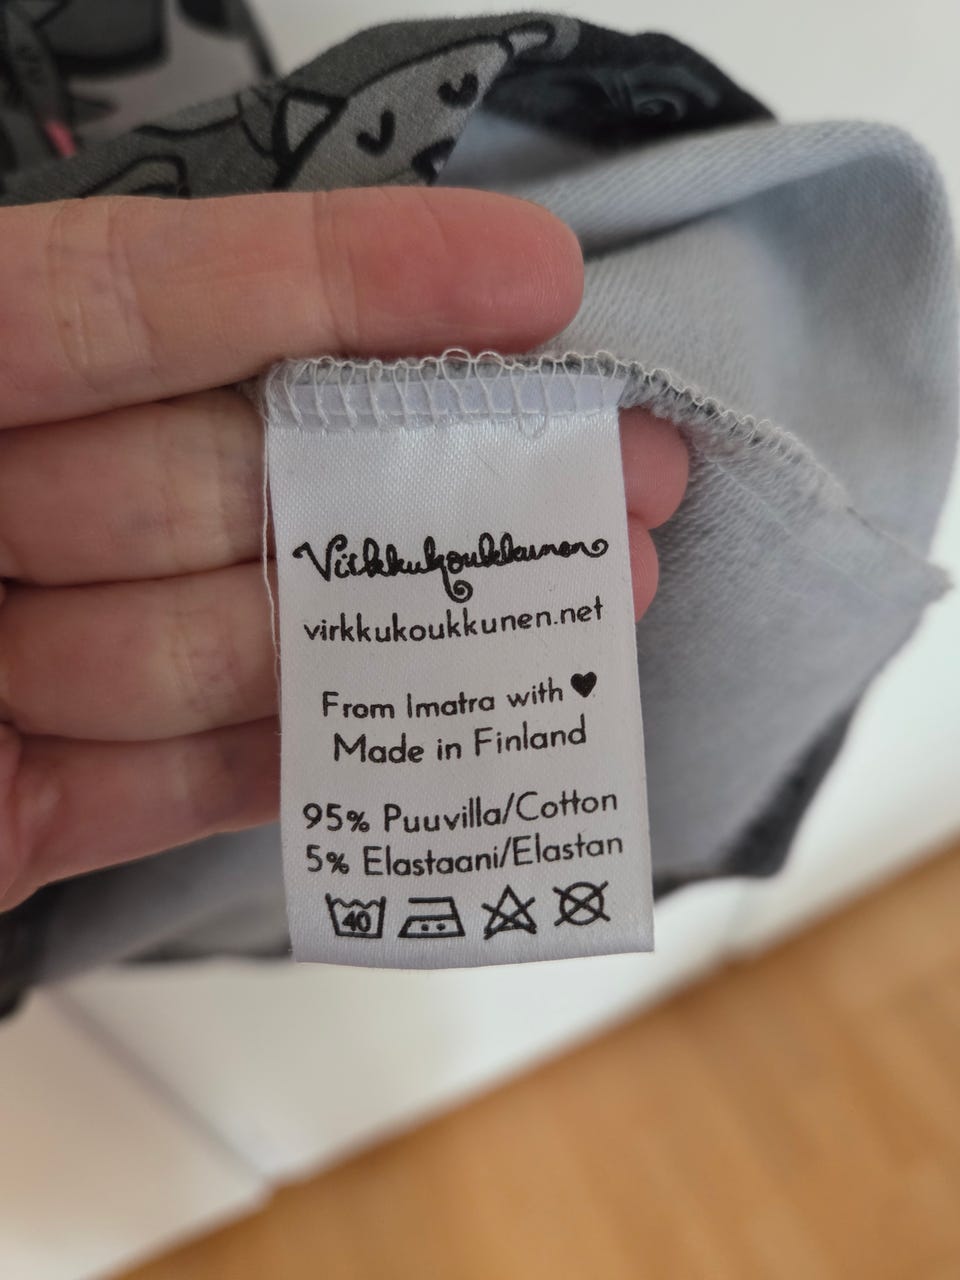 Virkkukoukkunen
virkkukoukkunen.net
From Imatra with ♥
Made in Finland
95% Puuvilla/Cotton
5% Elastaani/Elastan
40